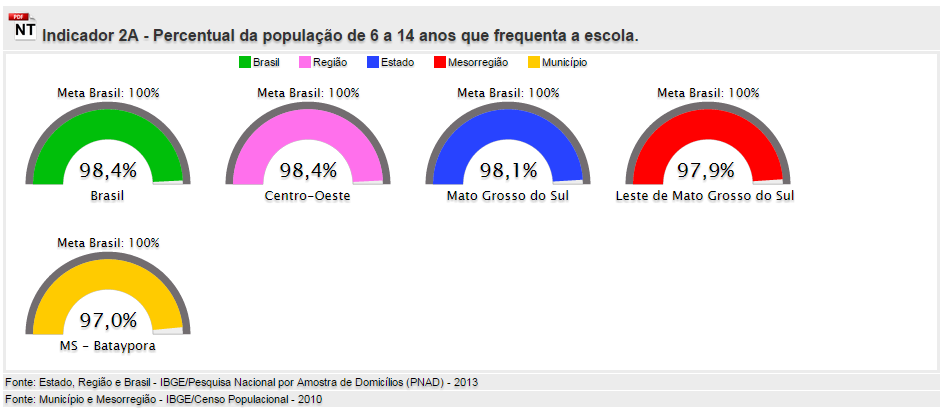 PDF
NT
Indicador 2A - Percentual da população de 6 a 14 anos que frequenta a escola.
Brasil Região Estado Mesorregião Município
Meta Brasil: 100% Meta Brasil: 100% Meta Brasil: 100% Meta Brasil: 100%
98,4% 98,4% 98,1% 97,9%
Brasil Centro-Oeste Mato Grosso do Sul Leste de Mato Grosso do Sul
Meta Brasil: 100%
97,0%
MS - Bataypora
Fonte: Estado, Região e Brasil - IBGE/Pesquisa Nacional por Amostra de Domicílios (PNAD) - 2013
Fonte: Município e Mesorregião - IBGE/Censo Populacional - 2010